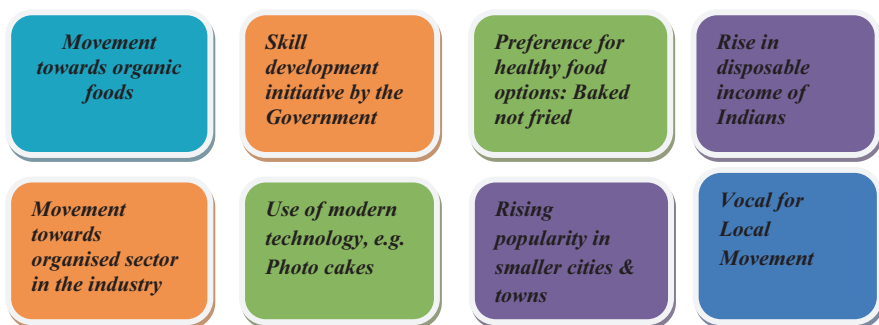 Movement
towards organic
foods
Skill
development
initiative by the
Government
Preference for
healthy food
options: Baked
not fried
Rise in
disposable
income of
Indians
Movement
towards
organised sector
in the industry
Use of modern
technology, e.g.
Photo cakes
Rising
popularity in
smaller cities &
towns
Vocal for
Local
Movement